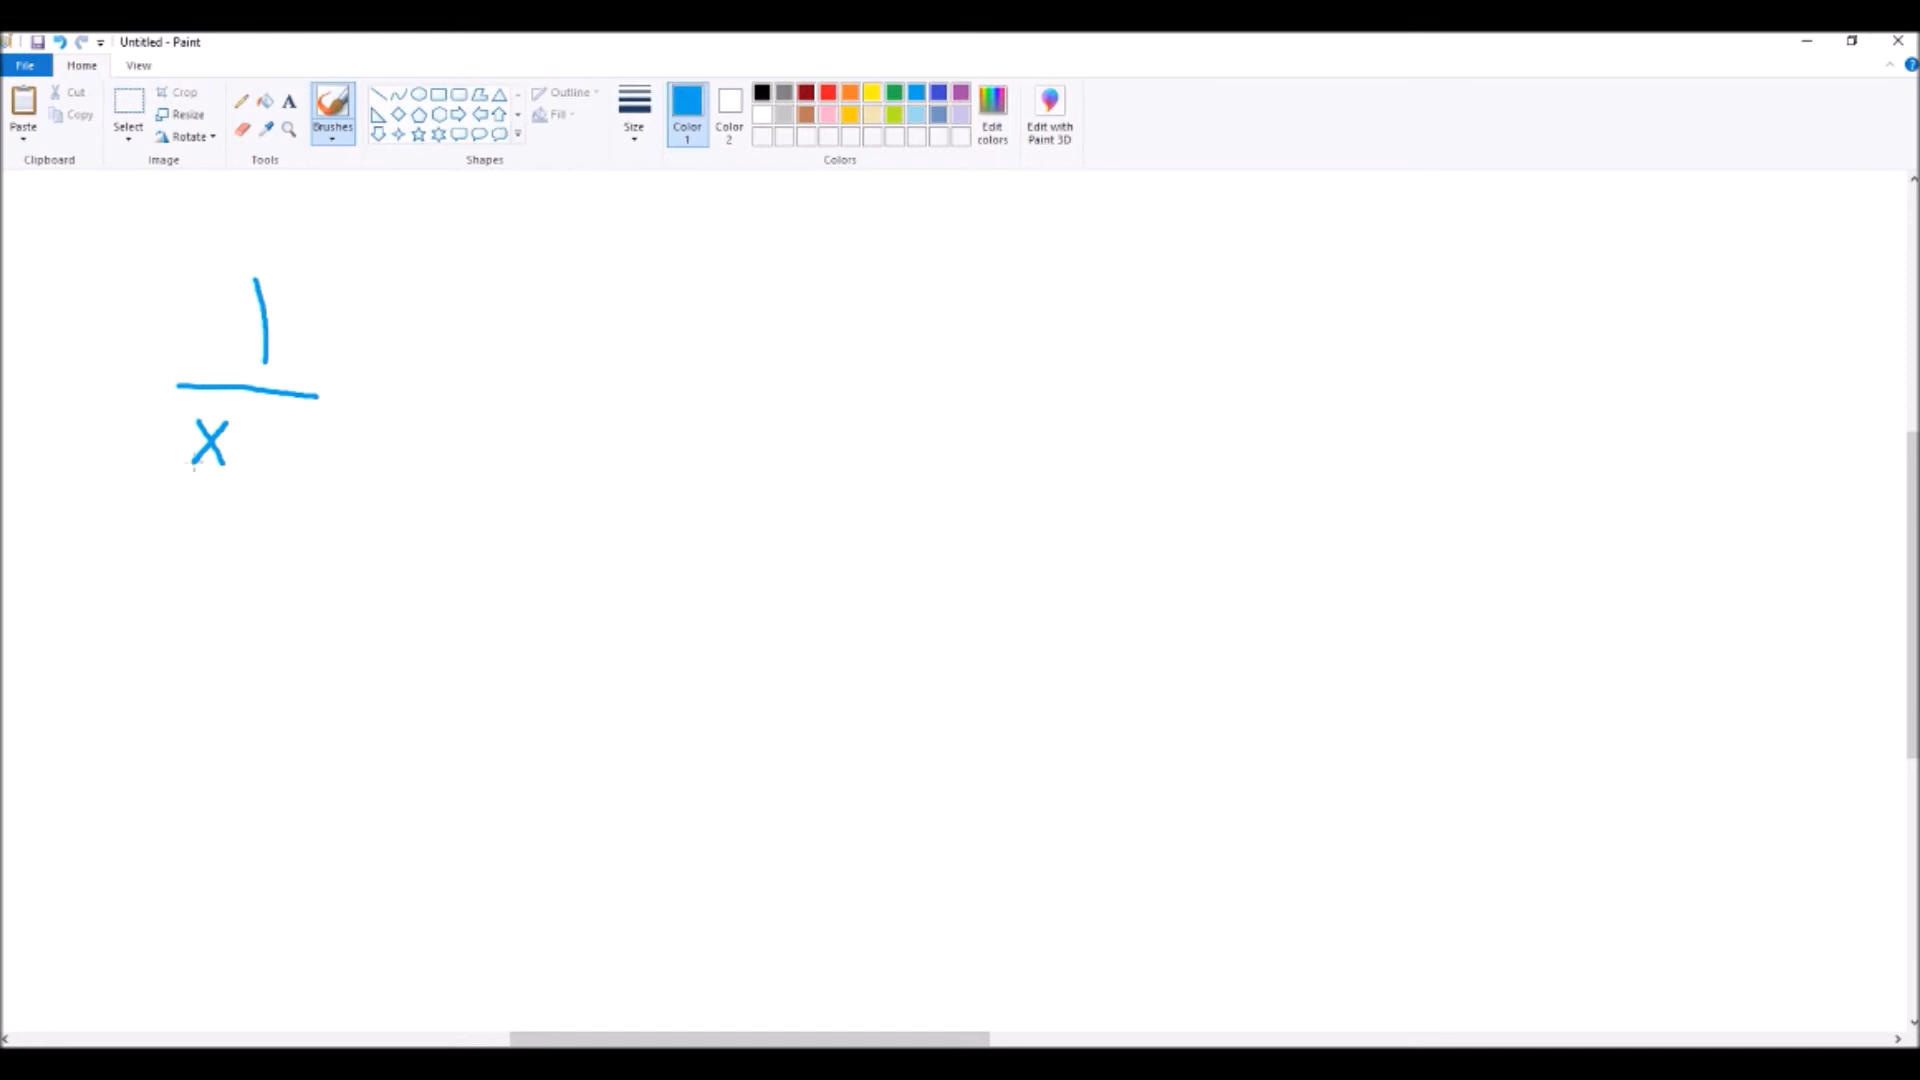 Untitled - Paint
File Home View
Paste Cut Copy Clipboard
Select Crop Resize Rotate Image
A Tools
Brushes
Shapes
Outline Fill
Size
Color 1
Color 2
Colors
Edit colors
Edit with Paint 3D
1
x